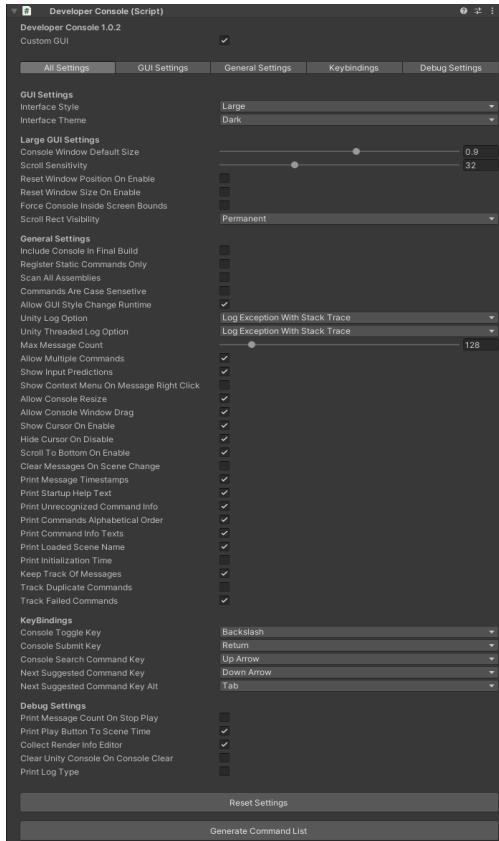 # Developer Console (Script)
Developer Console 1.0.2
Custom GUI
All Settings GUI Settings General Settings Keybindings Debug Settings
GUI Settings
Interface Style Large
Interface Theme Dark
Large GUI Settings
Console Window Default Size 0.9
Scroll Sensitivity 32
Reset Window Position On Enable
Reset Window Size On Enable
Force Console Inside Screen Bounds
Scroll Rect Visibility Permanent
General Settings
Include Console In Final Build
Register Static Commands Only
Scan All Assemblies
Commands Are Case Sensetive
Allow GUI Style Change Runtime
Unity Log Option Log Exception With Stack Trace
Unity Threaded Log Option Log Exception With Stack Trace
Max Message Count 128
Allow Multiple Commands
Show Input Predictions
Show Context Menu On Message Right Click
Allow Console Resize
Allow Console Window Drag
Show Cursor On Enable
Hide Cursor On Disable
Scroll To Bottom On Enable
Clear Messages On Scene Change
Print Message Timestamps
Print Startup Help Text
Print Unrecognized Command Info
Print Commands Alphabetical Order
Print Command Info Texts
Print Loaded Scene Name
Print Initialization Time
Keep Track Of Messages
Track Duplicate Commands
Track Failed Commands
KeyBindings
Console Toggle Key Backslash
Console Submit Key Return
Console Search Command Key Up Arrow
Next Suggested Command Key Down Arrow
Next Suggested Command Key Alt Tab
Debug Settings
Print Message Count On Stop Play
Print Play Button To Scene Time
Collect Render Info Editor
Clear Unity Console On Console Clear
Print Log Type
Reset Settings
Generate Command List